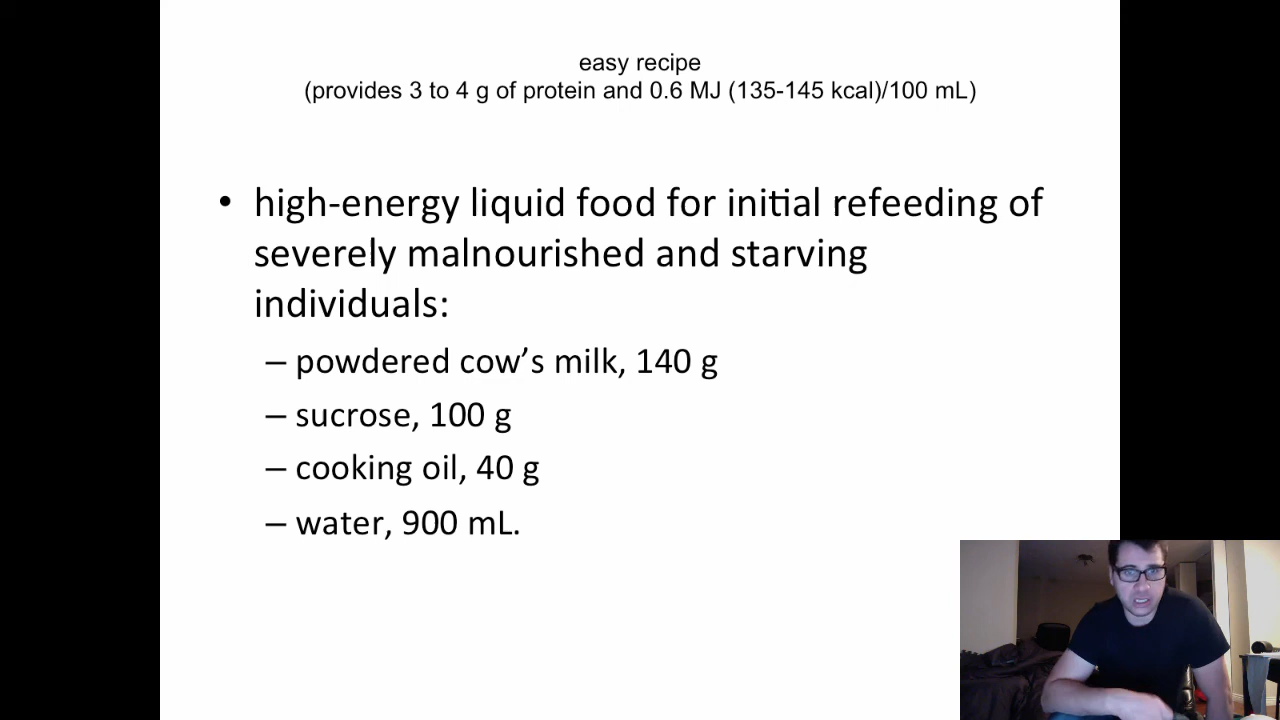 easy recipe
(provides 3 to 4 g of protein and 0.6 MJ (135-145 kcal)/100 mL)
• high-energy liquid food for initial refeeding of
severely malnourished and starving
individuals:
– powdered cow’s milk, 140 g
– sucrose, 100 g
– cooking oil, 40 g
– water, 900 mL.